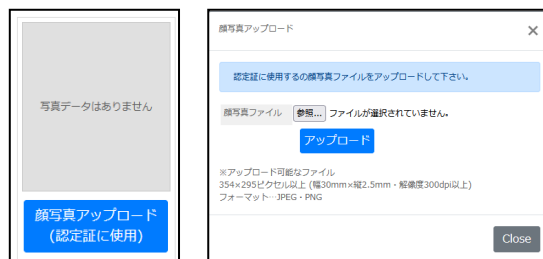 写真データはありません
顔写真アップロード
(認定証に使用)
顔写真アップロード
×
認定証に使用するの顔写真ファイルをアップロードして下さい。
顔写真ファイル 参照... ファイルが選択されていません。
アップロード
※アップロード可能なファイル
354×295ピクセル以上 (幅30mm×縦2.5mm・解像度300dpi以上)
フォーマット…JPEG・PNG
Close